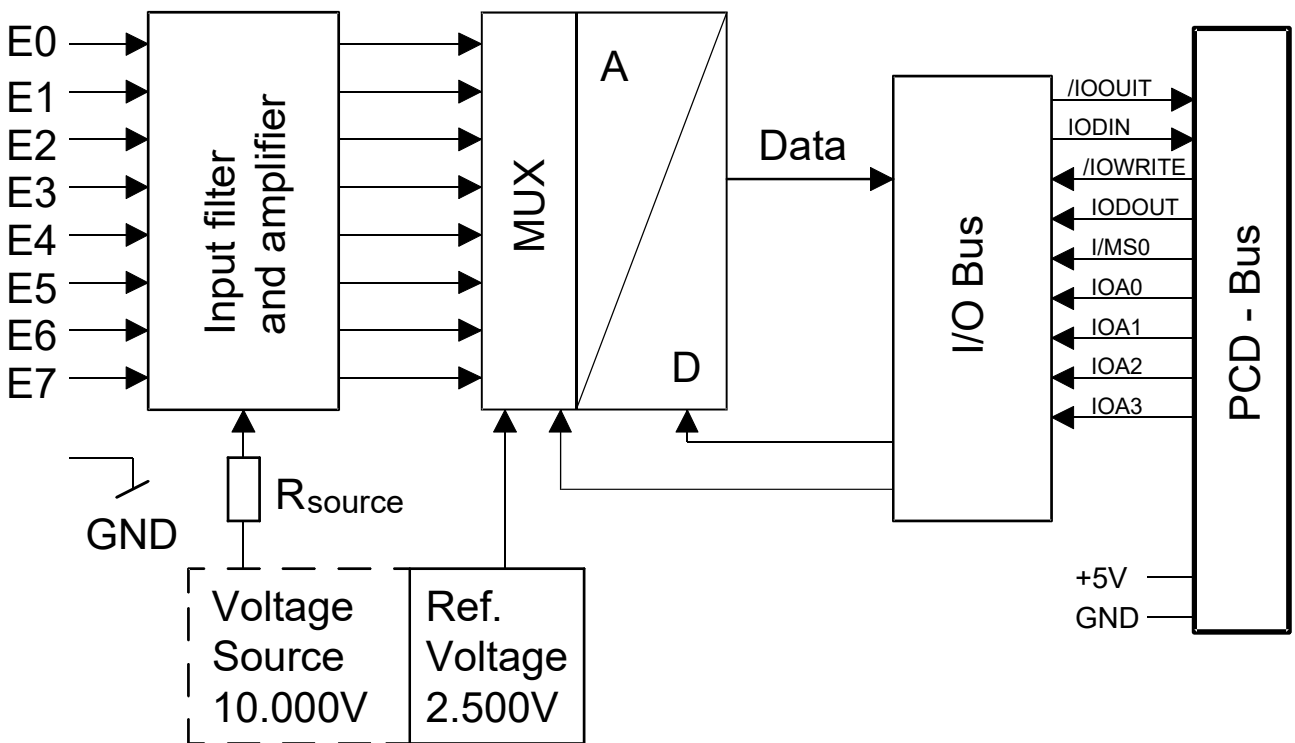 E0
E1
E2
E3
E4
E5
E6
E7
GND
Input filter
and amplifier
Rsource
Voltage
Source
10.000V
Ref.
Voltage
2.500V
MUX
A
D
Data
I/O Bus
/IOOUIT
IODIN
/IOWRITE
IODOUT
I/MS0
IOA0
IOA1
IOA2
IOA3
+5V
GND
PCD - Bus